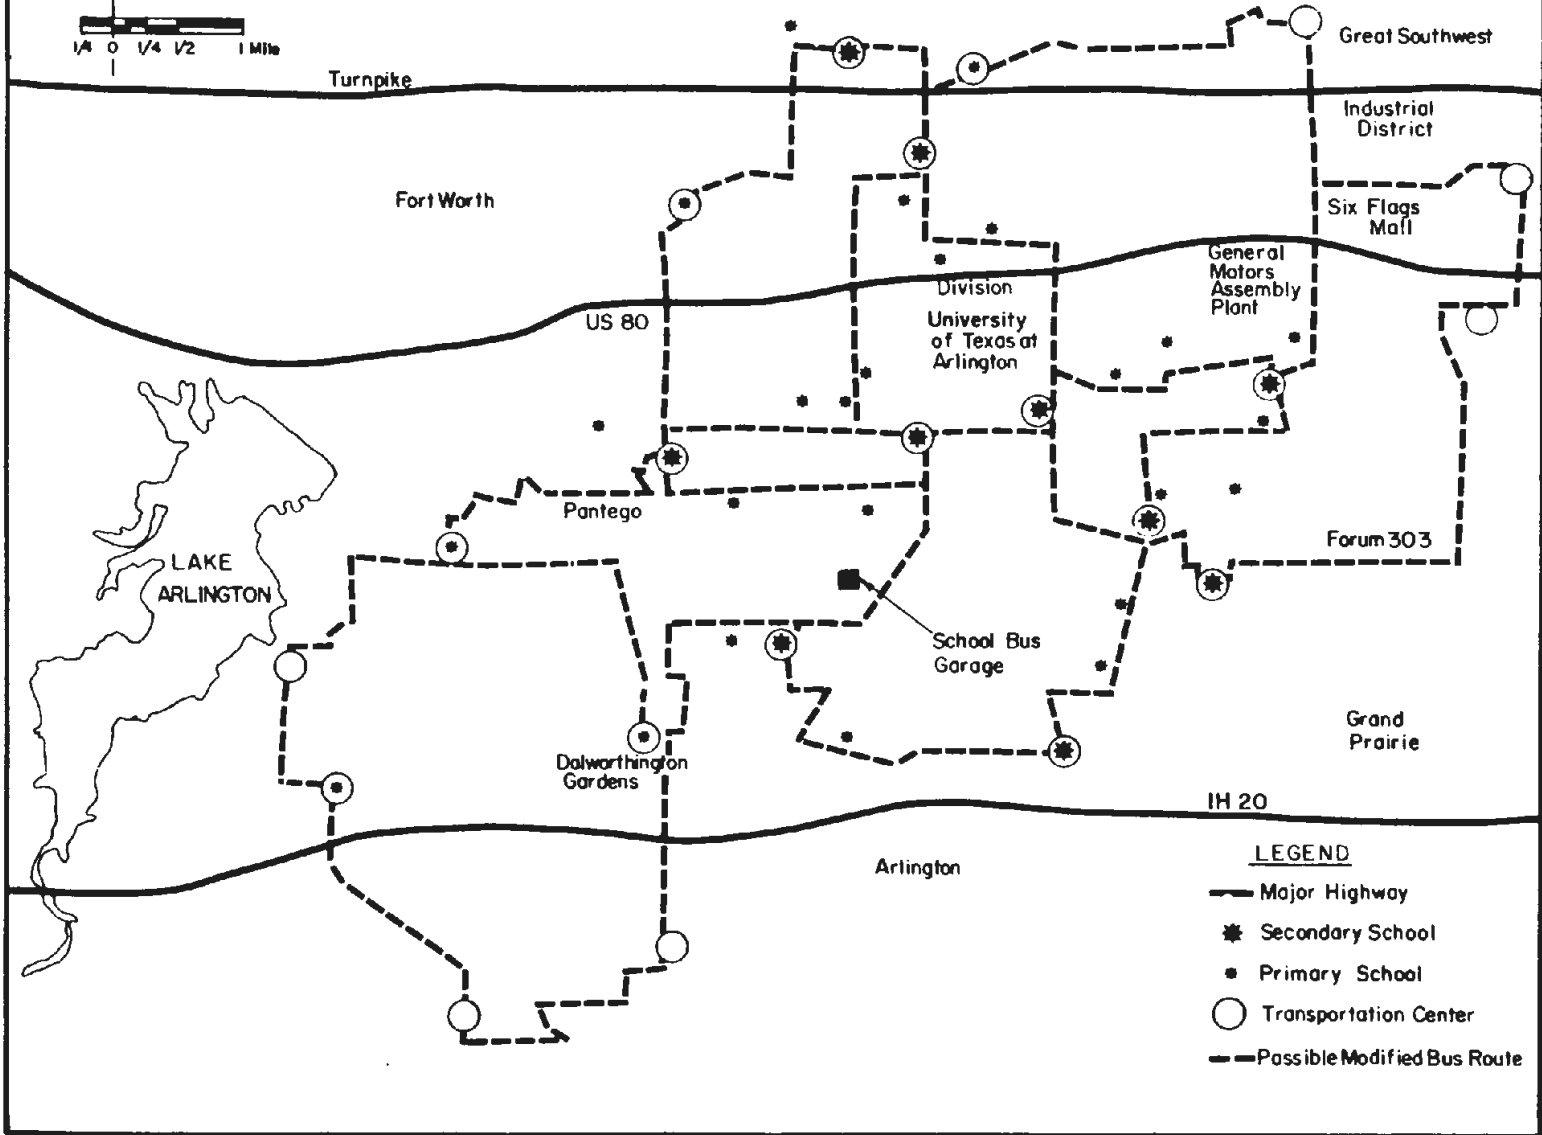 1/4 0 1/4 1/2 1 Mile
Great Southwest
Turnpike
Industrial
District
Fort Worth
Six Flags
Mall
General
Motors
Assembly
Plant
Division
US 80
University
of Texas at
Arlington
Pantego
Forum 303
LAKE
ARLINGTON
School Bus
Garage
Grand
Prairie
Dalworthington
Gardens
IH 20
Arlington
LEGEND
Major Highway
Secondary School
Primary School
Transportation Center
Possible Modified Bus Route